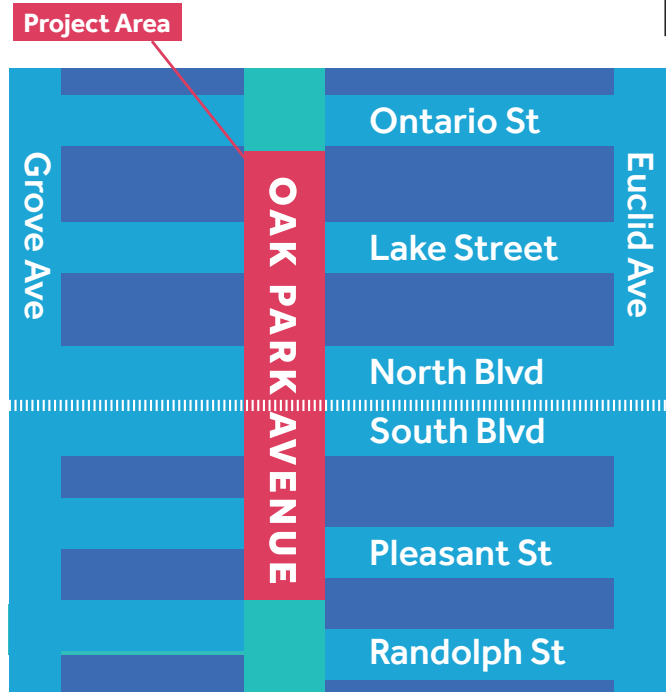 Project Area
Ontario St
Grove Ave
OAK PARK AVENUE
Euclid Ave
Lake Street
North Blvd
South Blvd
Pleasant St
Randolph St